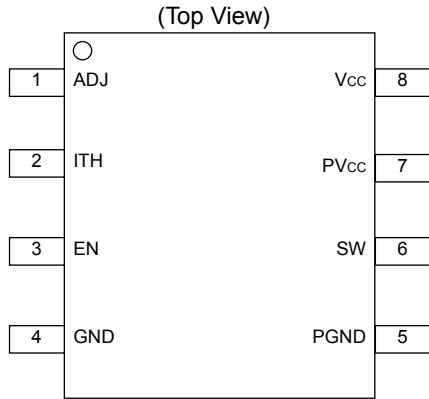 (Top View)
1 ADJ Vcc 8
2 ITH PVcc 7
3 EN SW 6
4 GND PGND 5